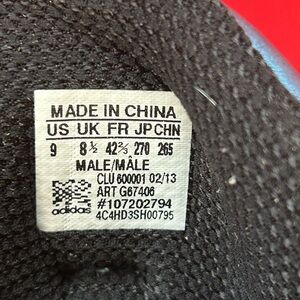 MADE IN CHINA
US UK FR JP CHN
9 8½ 42⅔ 270 265
MALE/MÂLE
CLU 600001 02/13
ART G67406
#107202794
adidas 4C4HD3SH00795